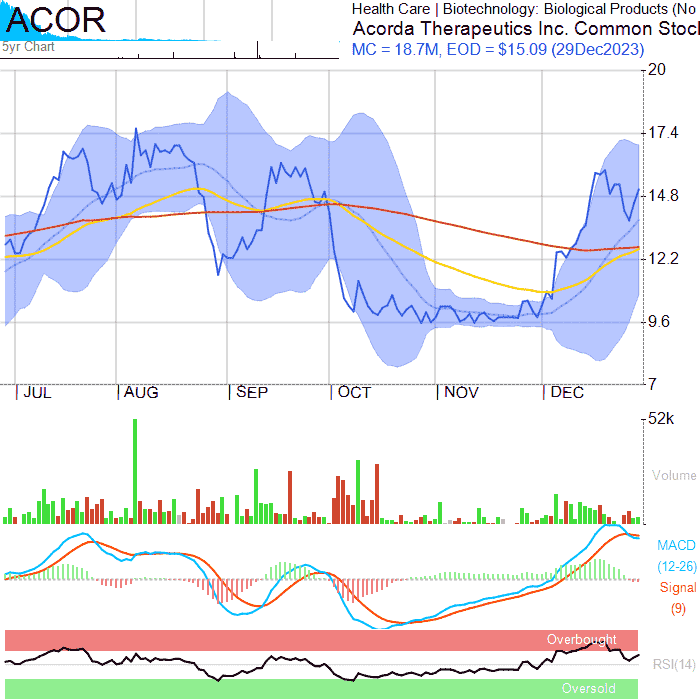 ACOR
5yr Chart
Health Care | Biotechnology: Biological Products (No
Acorda Therapeutics Inc. Common Stoc
MC = 18.7M, EOD = $15.09 (29Dec2023)
20
17.4
14.8
12.2
9.6
7
JUL AUG SEP OCT NOV DEC
52k
Volume
MACD
(12-26)
Signal
(9)
Overbought
RSI(14)
Oversold